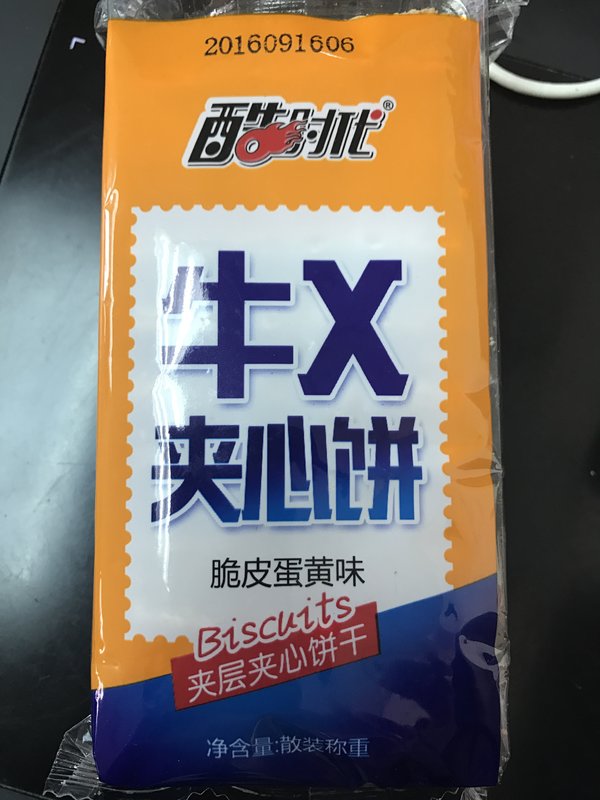 2016091606
酷时代®
牛X
夹心饼
脆皮蛋黄味
Biscuits
夹层夹心饼干
净含量:散装称重